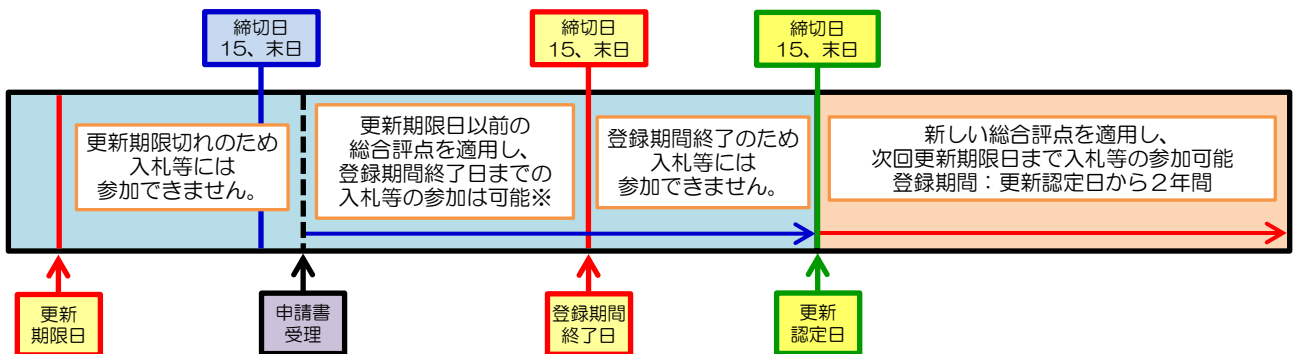 締切日
15、末日
締切日
15、末日
締切日
15、末日
更新期限切れのため
入札等には
参加できません。
更新期限日以前の
総合評点を適用し、
登録期間終了日までの
入札等の参加は可能※
登録期間終了のため
入札等には
参加できません。
新しい総合評点を適用し、
次回更新期限日まで入札等の参加可能
登録期間：更新認定日から２年間
更新
期限日
申請書
受理
登録期間
終了日
更新
認定日